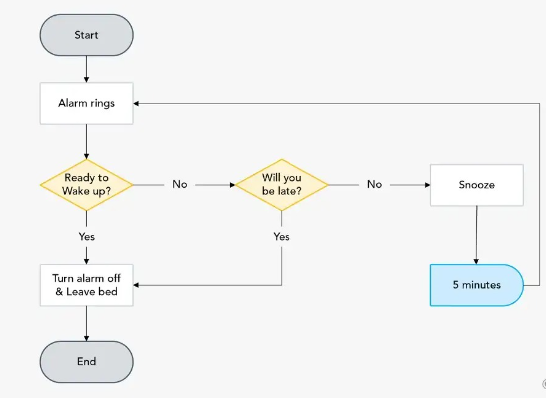 Start
Alarm rings
Ready to
Wake up?
No
Will you
be late?
No
Snooze
Yes
Yes
Turn alarm off
& Leave bed
5 minutes
End
©